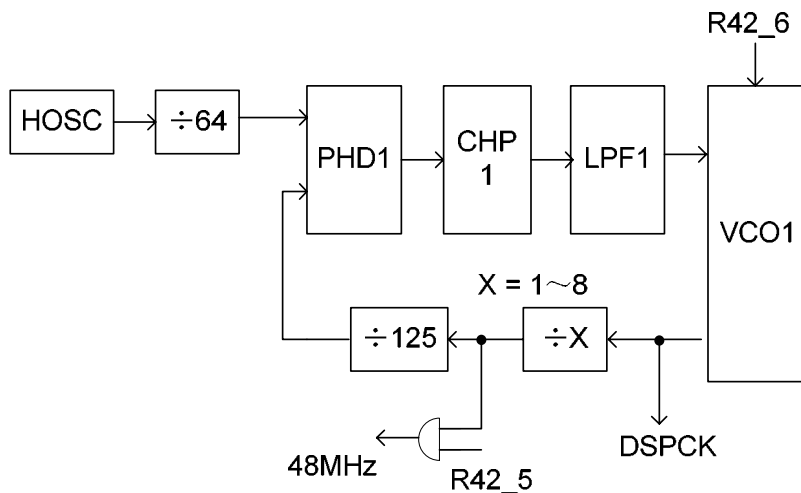 R42_6
HOSC
÷64
PHD1
CHP
1
LPF1
VCO1
X = 1～8
÷125
÷X
48MHz
R42_5
DSPCK